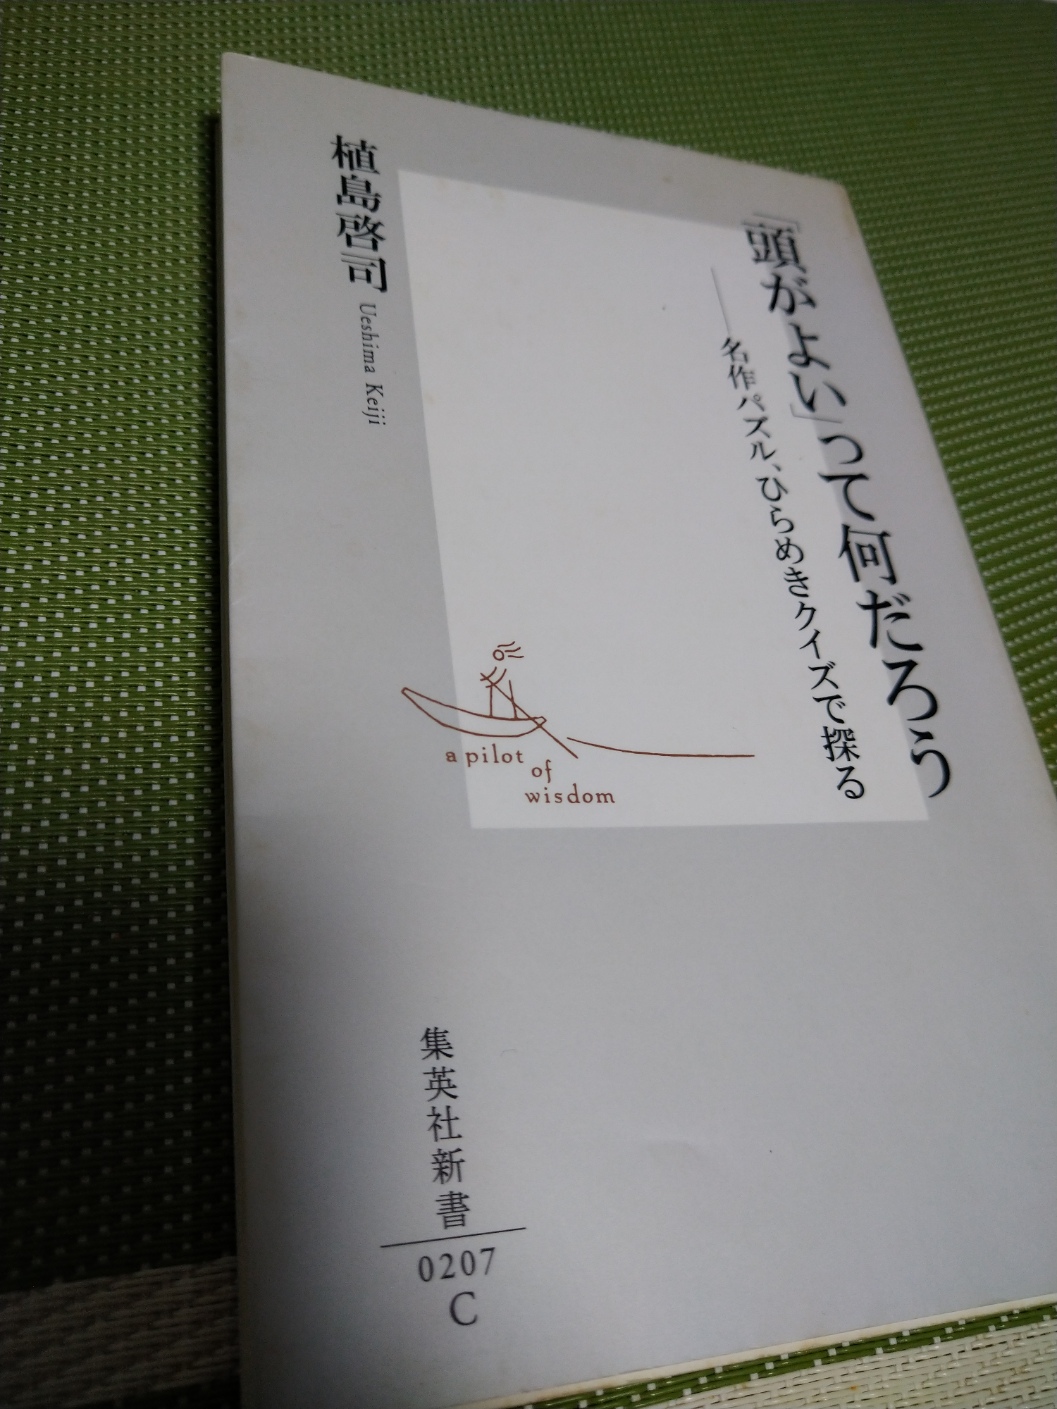 「頭がよい」って何だろう
――名作パズル、ひらめきクイズで探る
植島啓司
Ueshima Keiji
a pilot
of
wisdom
集英社新書
0207
C